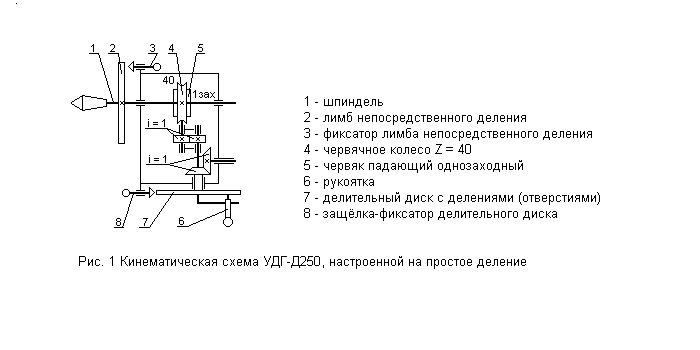 1 2 3 4 5
40
1зах
i = 1
i = 1
8 7 6
1 - шпиндель
2 - лимб непосредственного деления
3 - фиксатор лимба непосредственного деления
4 - червячное колесо Z = 40
5 - червяк падающий однозаходный
6 - рукоятка
7 - делительный диск с делениями (отверстиями)
8 - защёлка-фиксатор делительного диска
Рис. 1 Кинематическая схема УДГ-Д250, настроенной на простое деление